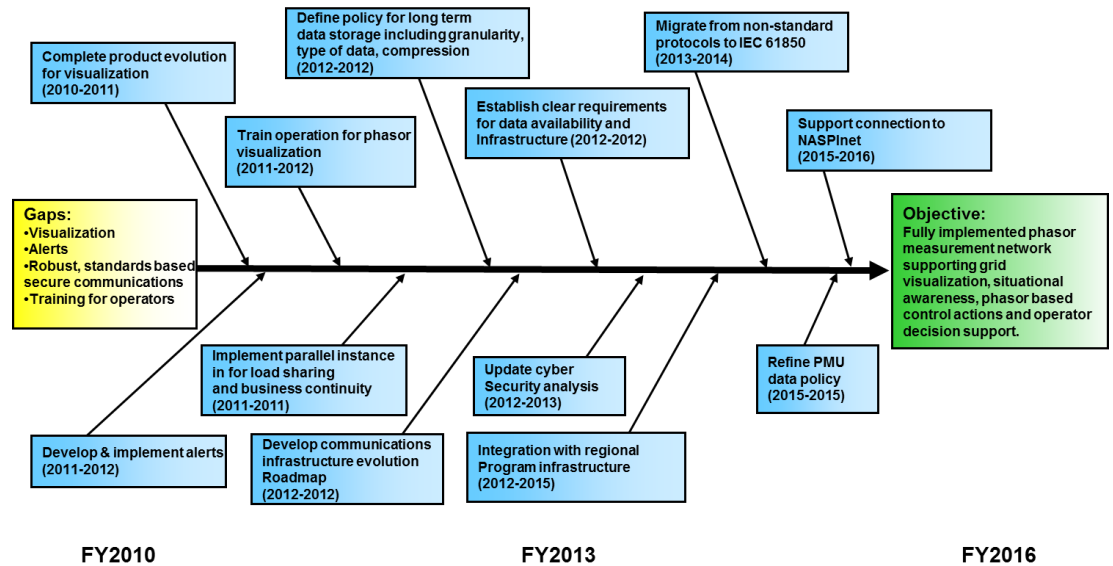 Define policy for long term
data storage including granularity,
type of data, compression
(2012-2012)
Migrate from non-standard
protocols to IEC 61850
(2013-2014)
Complete product evolution
for visualization
(2010-2011)
Establish clear requirements
for data availability and
Infrastructure (2012-2012)
Train operation for phasor
visualization
(2011-2012)
Support connection to
NASPInet
(2015-2016)
Gaps:
•Visualization
•Alerts
•Robust, standards based
secure communications
•Training for operators
Objective:
Fully implemented phasor
measurement network
supporting grid
visualization, situational
awareness, phasor based
control actions and operator
decision support.
Implement parallel instance
in for load sharing
and business continuity
(2011-2011)
Update cyber
Security analysis
(2012-2013)
Refine PMU
data policy
(2015-2015)
Develop & implement alerts
(2011-2012)
Develop communications
infrastructure evolution
Roadmap
(2012-2012)
Integration with regional
Program infrastructure
(2012-2015)
FY2010
FY2013
FY2016